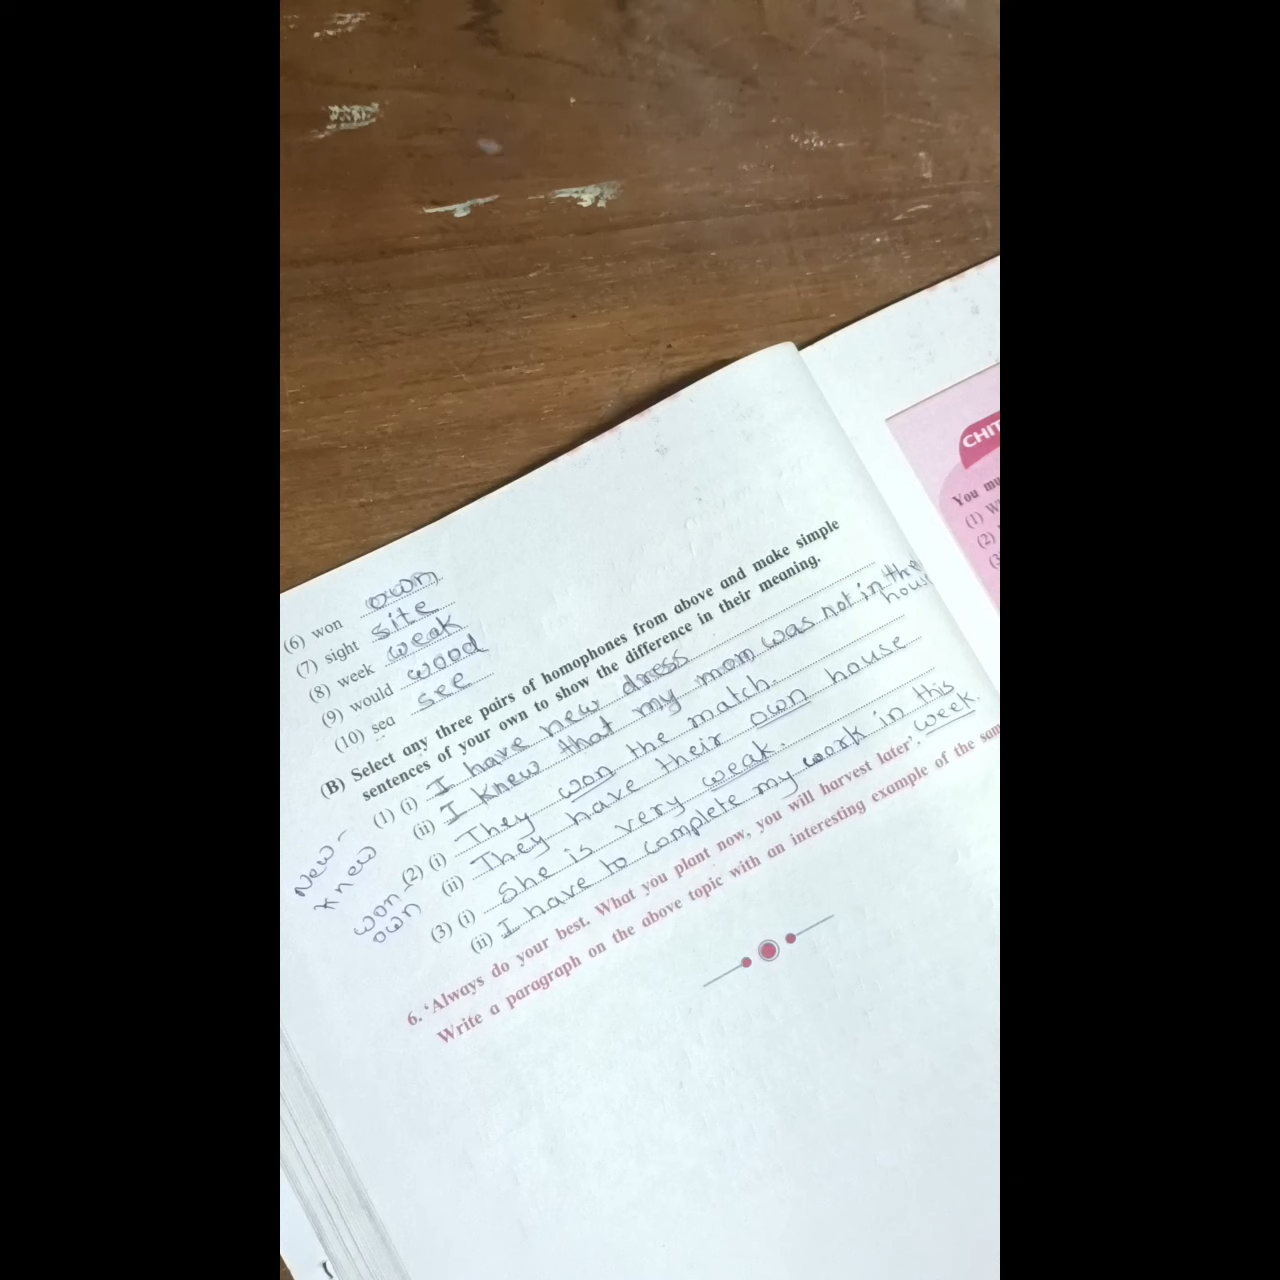 (6) won own
(7) sight site
(8) week weak
(9) would wood
(10) sea see
(B) Select any three pairs of homophones from above and make simple
sentences of your own to show the difference in their meaning.
(1) (i) I have new dress
(ii) I knew that my mom was not in the
house
(2) (i) They won the match.
(ii) They have their own house
(3) (i) She is very weak.
(ii) I have to complete my work in this
week.
New -
knew
won
own
6. 'Always do your best. What you plant now, you will harvest later'.
Write a paragraph on the above topic with an interesting example of the
CHIT
You
(1)
(2)
(3